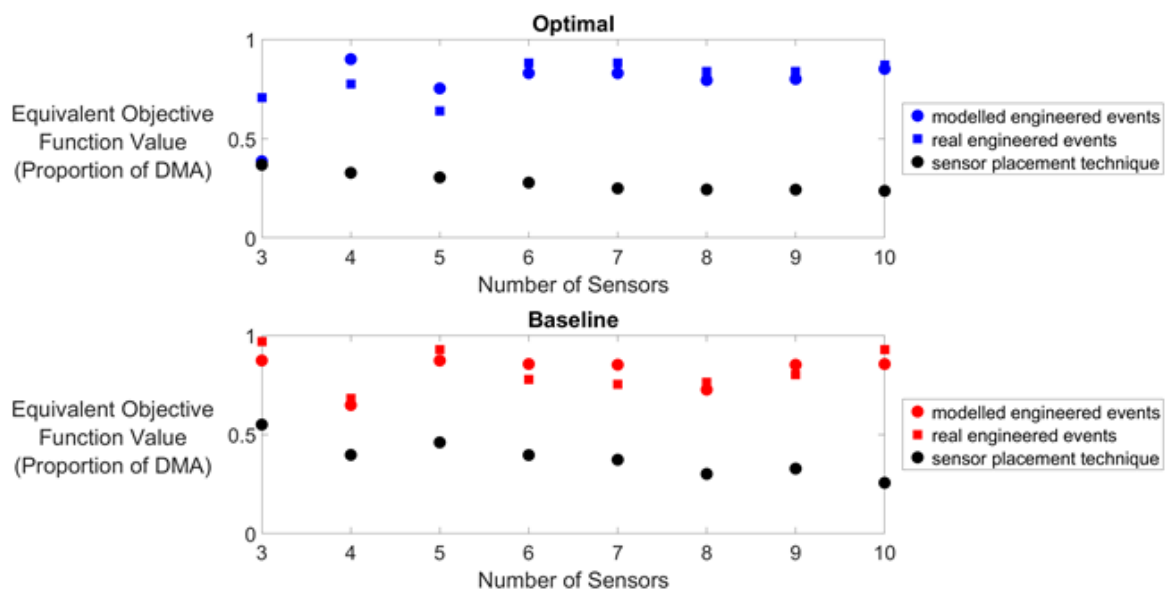 Optimal
1
0.5
0
Equivalent Objective
Function Value
(Proportion of DMA)
3 4 5 6 7 8 9 10
Number of Sensors
modelled engineered events
real engineered events
sensor placement technique
Baseline
1
0.5
0
Equivalent Objective
Function Value
(Proportion of DMA)
3 4 5 6 7 8 9 10
Number of Sensors
modelled engineered events
real engineered events
sensor placement technique